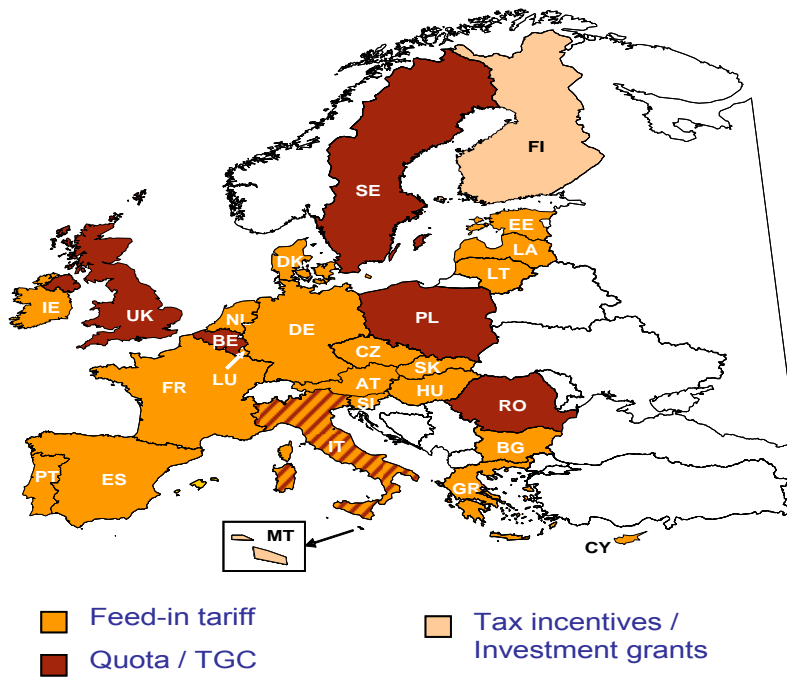 FI
SE
EE
LA
DK
LT
IE
UK
NL
DE
PL
BE
CZ
SK
LU
AT
HU
FR
SI
RO
IT
BG
PT
ES
GR
MT
CY
Feed-in tariff
Quota / TGC
Tax incentives /
Investment grants